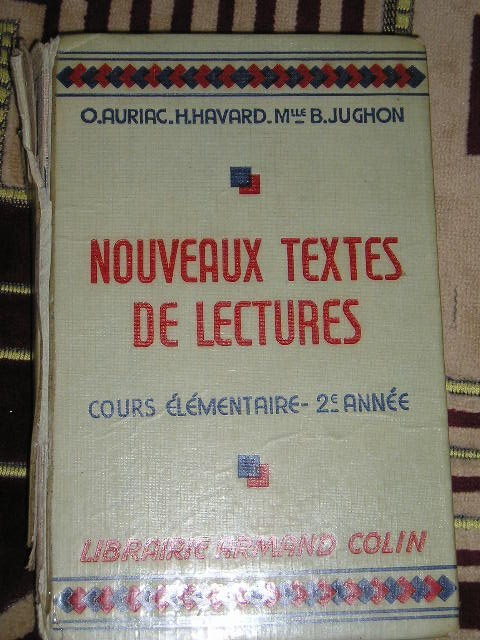 O. AURIAC. H. HAVARD. Mlle B. JUGHON
NOUVEAUX TEXTES
DE LECTURES
COURS ÉLÉMENTAIRE - 2e ANNÉE
LIBRAIRIE ARMAND COLIN